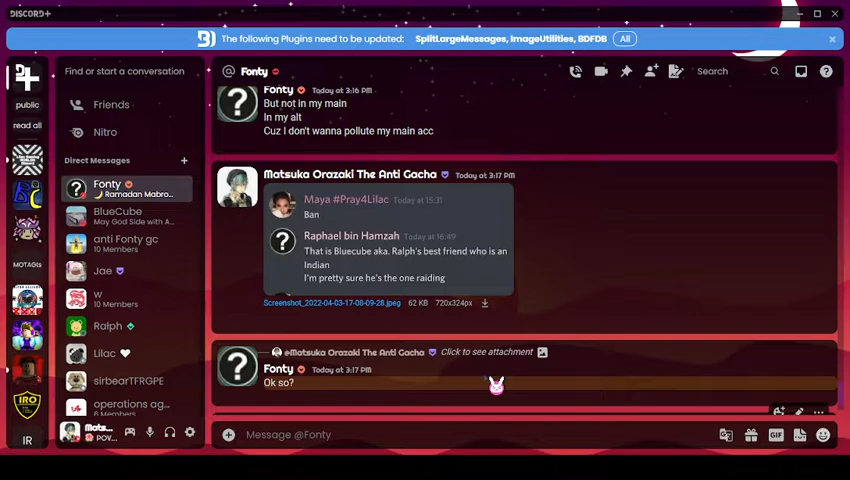 DISCORD+
The following Plugins need to be updated: SplitLargeMessages, ImageUtilities, BDFDB All
Find or start a conversation
Friends
Nitro
Direct Messages
public
read all
Fonty
🌙 Ramadan Mabro...
BlueCube
May God Side with A...
anti Fonty gc
10 Members
MOTAGts
Jae
W
10 Members
Ralph
Lilac
sirbearTFRGPE
operations ag...
6 Members
IRO
IR
Mats...
POV...
@ Fonty
Search
Fonty Today at 3:16 PM
But not in my main
In my alt
Cuz I don't wanna pollute my main acc
Matsuka Orazaki The Anti Gacha Today at 3:17 PM
Maya #Pray4Lilac Today at 15:31
Ban
Raphael bin Hamzah Today at 16:49
That is Bluecube aka. Ralph's best friend who is an
Indian
I'm pretty sure he's the one raiding
Screenshot_2022-04-03-17-08-09-28.jpeg 62 KB 720x324px
@Matsuka Orazaki The Anti Gacha Click to see attachment
Fonty Today at 3:17 PM
Ok so?
Message @Fonty
GIF